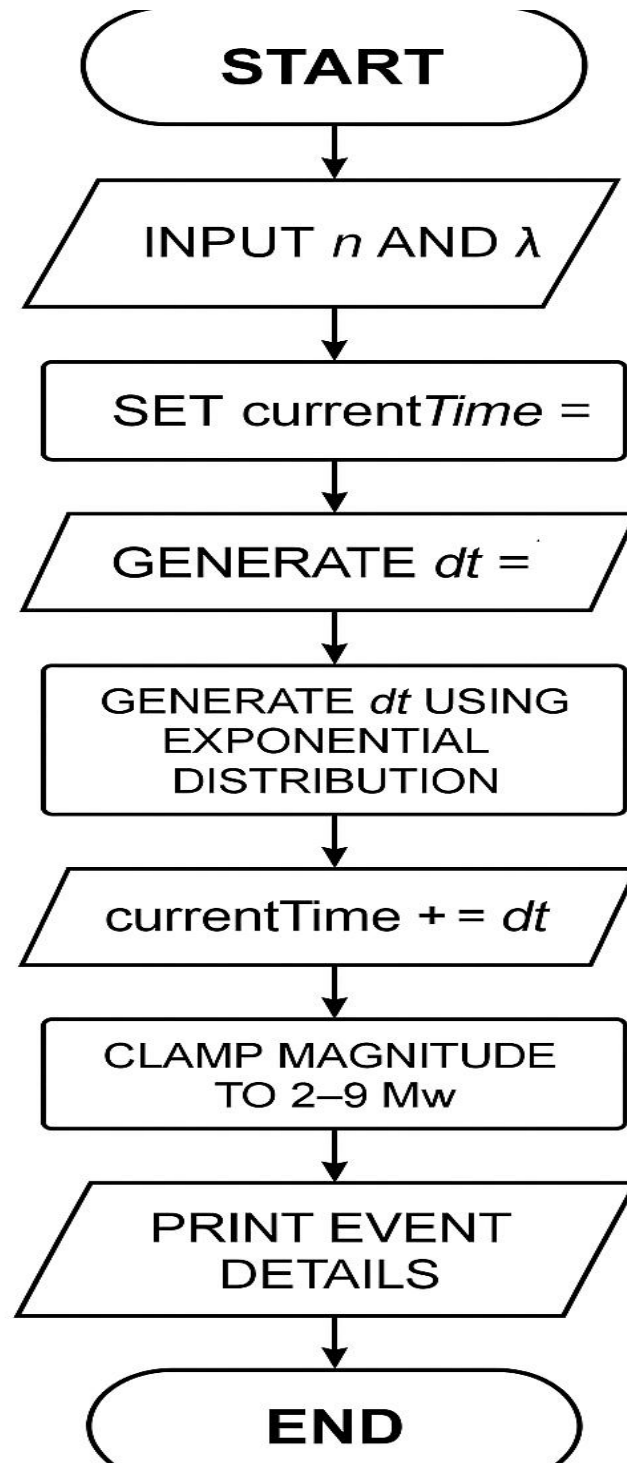 START
INPUT n AND λ
SET currentTime =
GENERATE dt =
GENERATE dt USING
EXPONENTIAL
DISTRIBUTION
currentTime + = dt
CLAMP MAGNITUDE
TO 2–9 Mw
PRINT EVENT
DETAILS
END